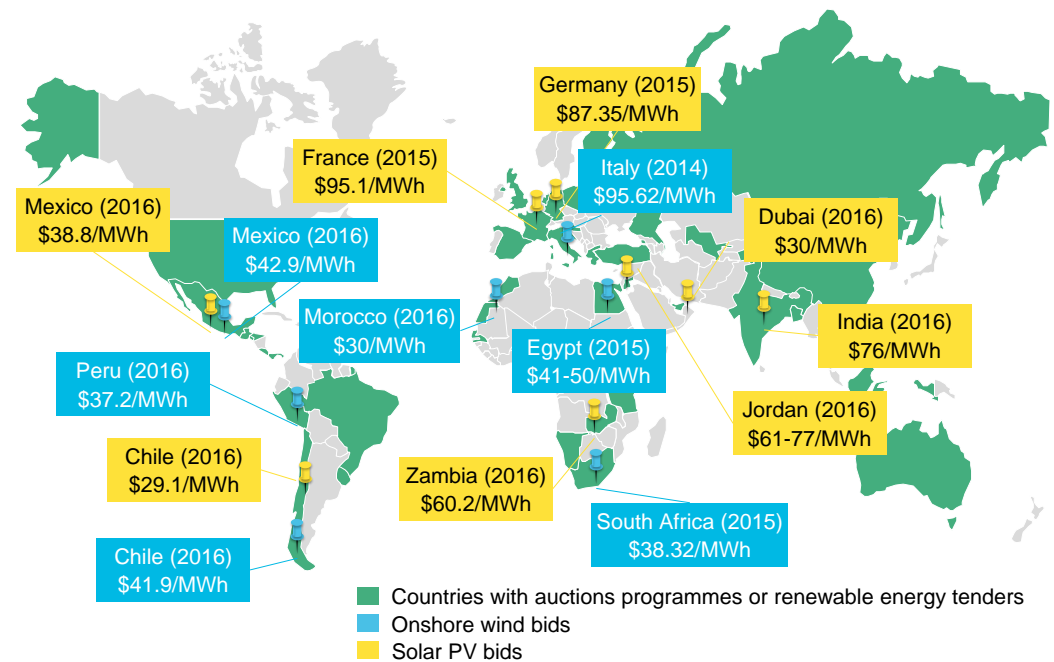 Germany (2015)
$87.35/MWh
France (2015)
$95.1/MWh
Italy (2014)
$95.62/MWh
Mexico (2016)
$38.8/MWh
Mexico (2016)
$42.9/MWh
Dubai (2016)
$30/MWh
Morocco (2016)
$30/MWh
India (2016)
$76/MWh
Egypt (2015)
$41-50/MWh
Peru (2016)
$37.2/MWh
Jordan (2016)
$61-77/MWh
Chile (2016)
$29.1/MWh
Zambia (2016)
$60.2/MWh
South Africa (2015)
$38.32/MWh
Chile (2016)
$41.9/MWh
Countries with auctions programmes or renewable energy tenders
Onshore wind bids
Solar PV bids